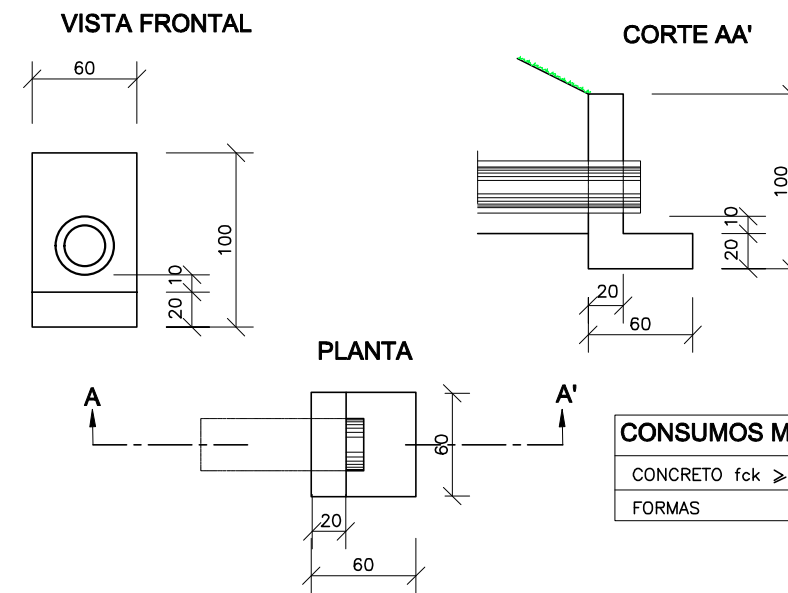 VISTA FRONTAL
CORTE AA'
60
100
10
20
100
10
20
20
60
PLANTA
A
A'
60
20
60
CONSUMOS M
CONCRETO fck ≥
FORMAS